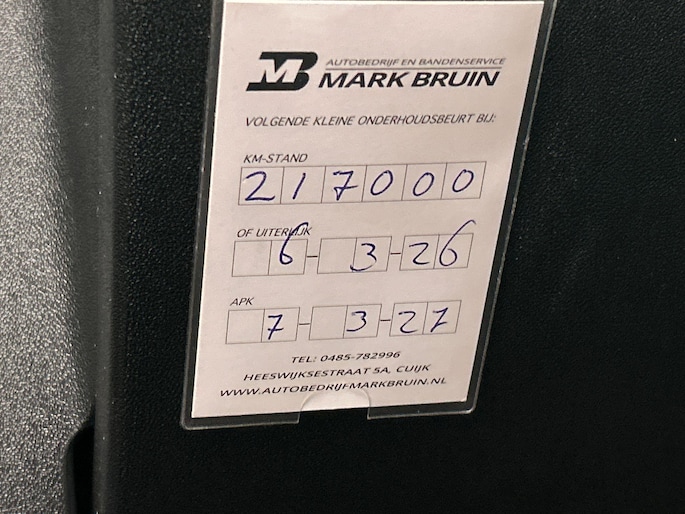 MB AUTOBEDRIJF EN BANDENSERVICE
MARK BRUIN
VOLGENDE KLEINE ONDERHOUDSBEURT BIJ:
KM-STAND
217000
OF UITERLIJK
6-3-26
APK
7-3-27
TEL: 0485-782996
HEESWIJKSESTRAAT 5A, CUIJK
WWW.AUTOBEDRIJFMARKBRUIN.NL